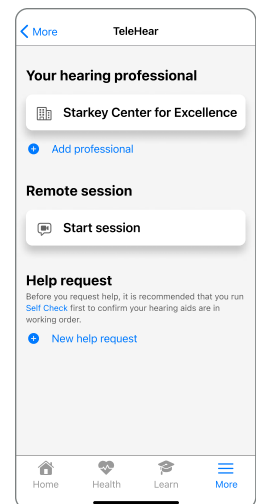 More
TeleHear
Your hearing professional
Starkey Center for Excellence
Add professional
Remote session
Start session
Help request
Before you request help, it is recommended that you run
Self Check first to confirm your hearing aids are in
working order.
New help request
Home Health Learn More